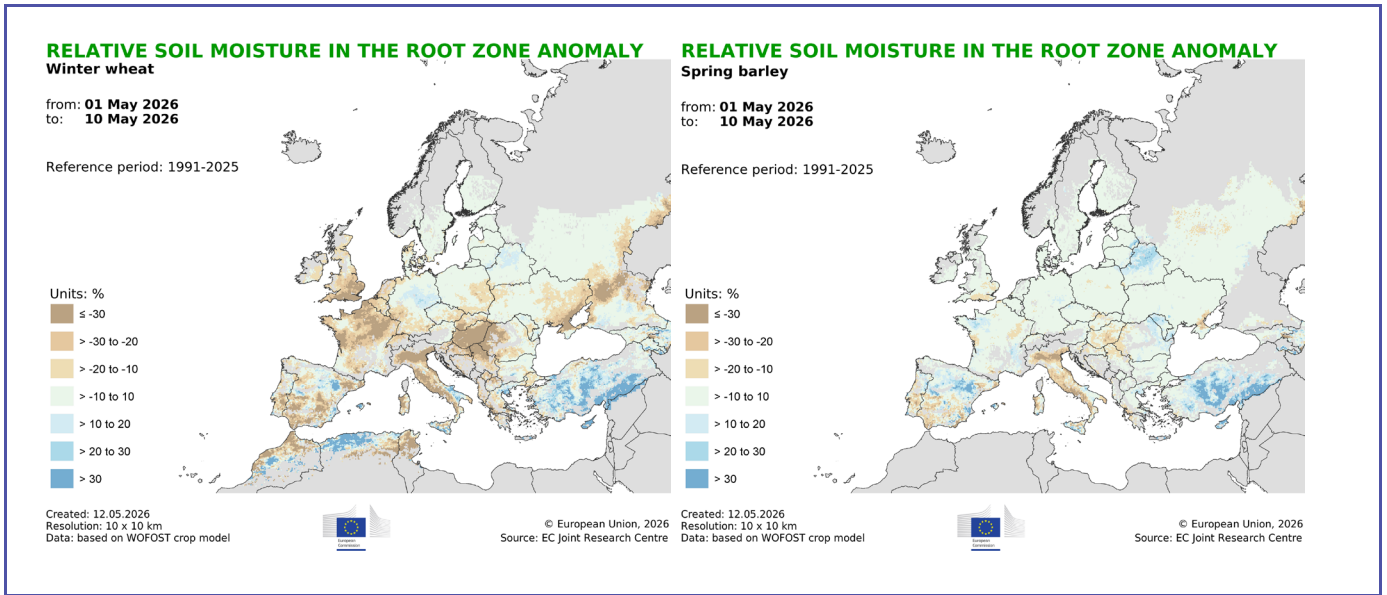 RELATIVE SOIL MOISTURE IN THE ROOT ZONE ANOMALY
Winter wheat
from: 01 May 2026
to: 10 May 2026
Reference period: 1991-2025
Units: %
≤ -30
> -30 to -20
> -20 to -10
> -10 to 10
> 10 to 20
> 20 to 30
> 30
Created: 12.05.2026
Resolution: 10 x 10 km
Data: based on WOFOST crop model
European
Commission
© European Union, 2026
Source: EC Joint Research Centre
RELATIVE SOIL MOISTURE IN THE ROOT ZONE ANOMALY
Spring barley
from: 01 May 2026
to: 10 May 2026
Reference period: 1991-2025
Units: %
≤ -30
> -30 to -20
> -20 to -10
> -10 to 10
> 10 to 20
> 20 to 30
> 30
Created: 12.05.2026
Resolution: 10 x 10 km
Data: based on WOFOST crop model
European
Commission
© European Union, 2026
Source: EC Joint Research Centre